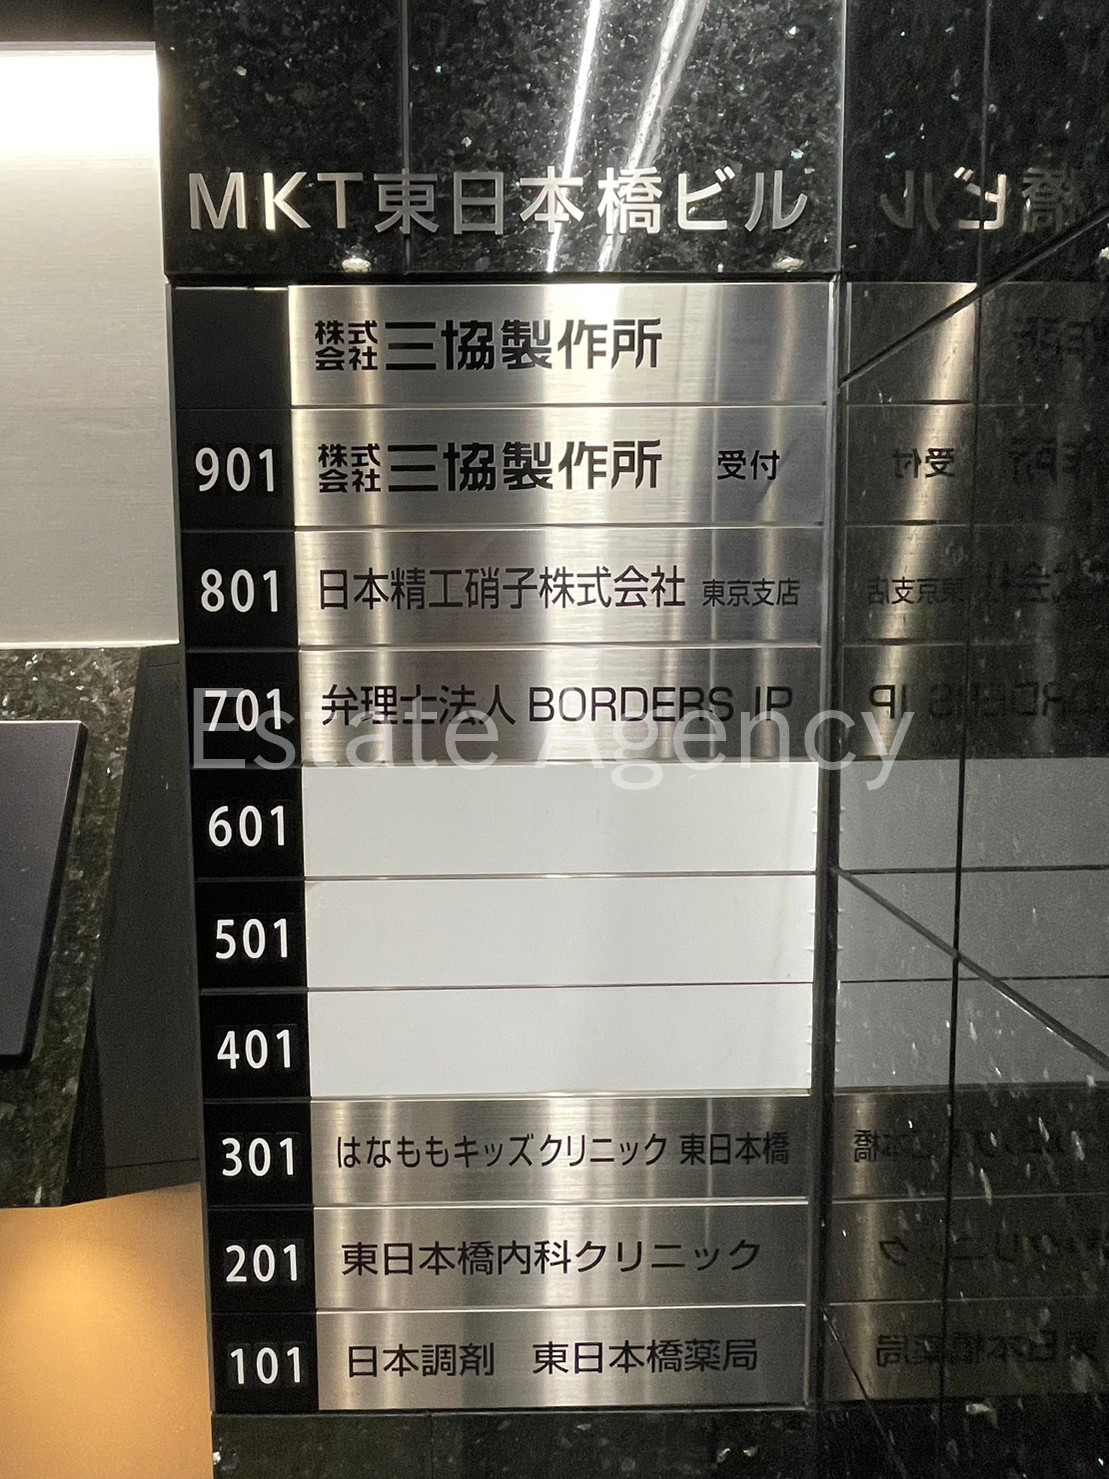 MKT東日本橋ビル
株式会社 三協製作所
901 株式会社 三協製作所 受付
801 日本精工硝子株式会社 東京支店
701 弁理士法人 BORDERS IP
Estate Agency
601
501
401
301 はなももキッズクリニック 東日本橋
201 東日本橋内科クリニック
101 日本調剤 東日本橋薬局